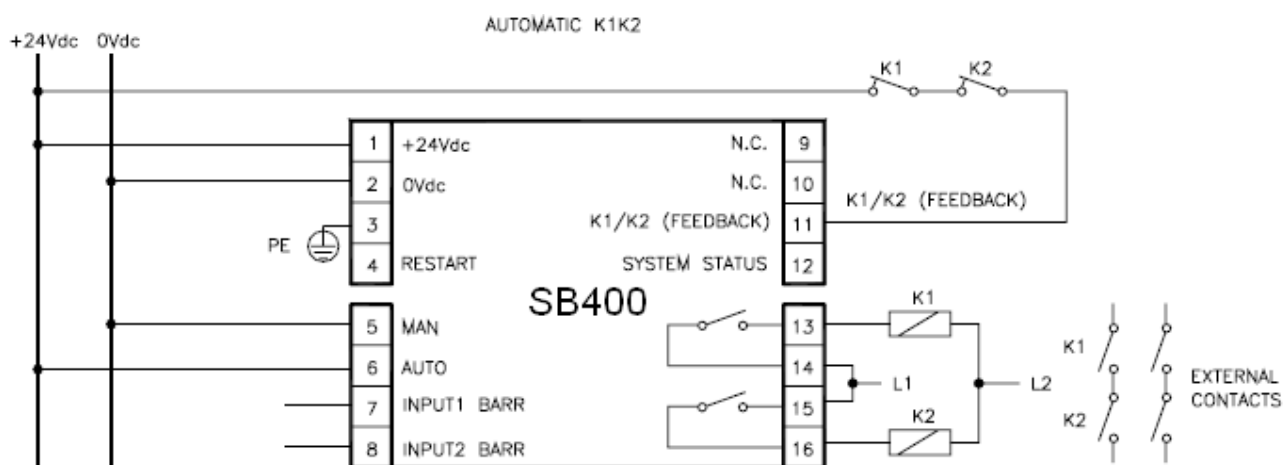 AUTOMATIC K1K2
+24Vdc 0Vdc
K1 K2
1 +24Vdc N.C. 9
2 0Vdc N.C. 10
K1/K2 (FEEDBACK)
3 K1/K2 (FEEDBACK) 11
PE
4 RESTART SYSTEM STATUS 12
SB400
K1
5 MAN 13
K1
6 AUTO 14
L1 L2
EXTERNAL
CONTACTS
7 INPUT1 BARR 15
K2 K2
8 INPUT2 BARR 16